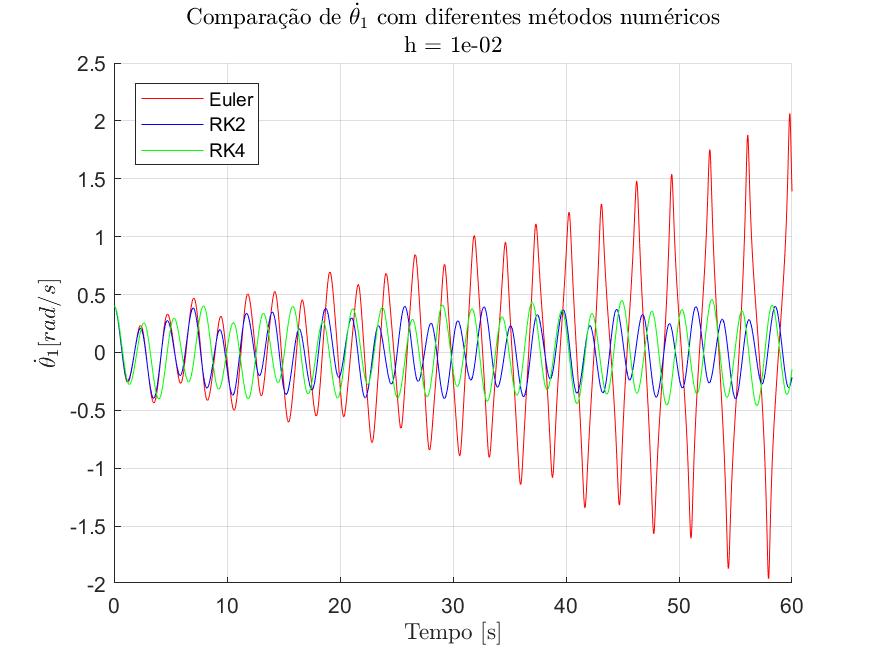 Comparação de θ̇₁ com diferentes métodos numéricos
h = 1e-02
2.5
2
1.5
1
0.5
0
-0.5
-1
-1.5
-2
θ̇₁[rad/s]
Euler
RK2
RK4
0 10 20 30 40 50 60
Tempo [s]